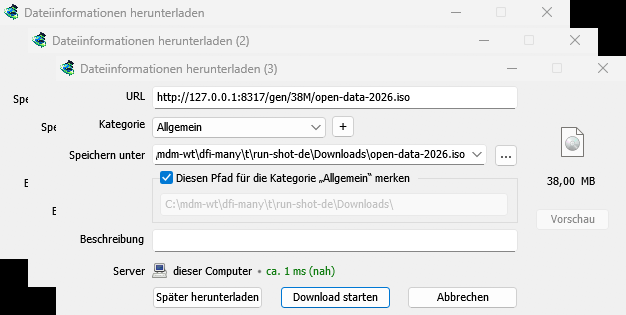 Dateiinformationen herunterladen
Dateiinformationen herunterladen (2)
Dateiinformationen herunterladen (3)
URL http://127.0.0.1:8317/gen/38M/open-data-2026.iso
Kategorie Allgemein +
Speichern unter mdm-wt\dfi-many\t\run-shot-de\Downloads\open-data-2026.iso ...
Diesen Pfad für die Kategorie „Allgemein“ merken
38,00 MB
C:\mdm-wt\dfi-many\t\run-shot-de\Downloads\
Vorschau
Beschreibung
Server dieser Computer • ca. 1 ms (nah)
Später herunterladen Download starten Abbrechen